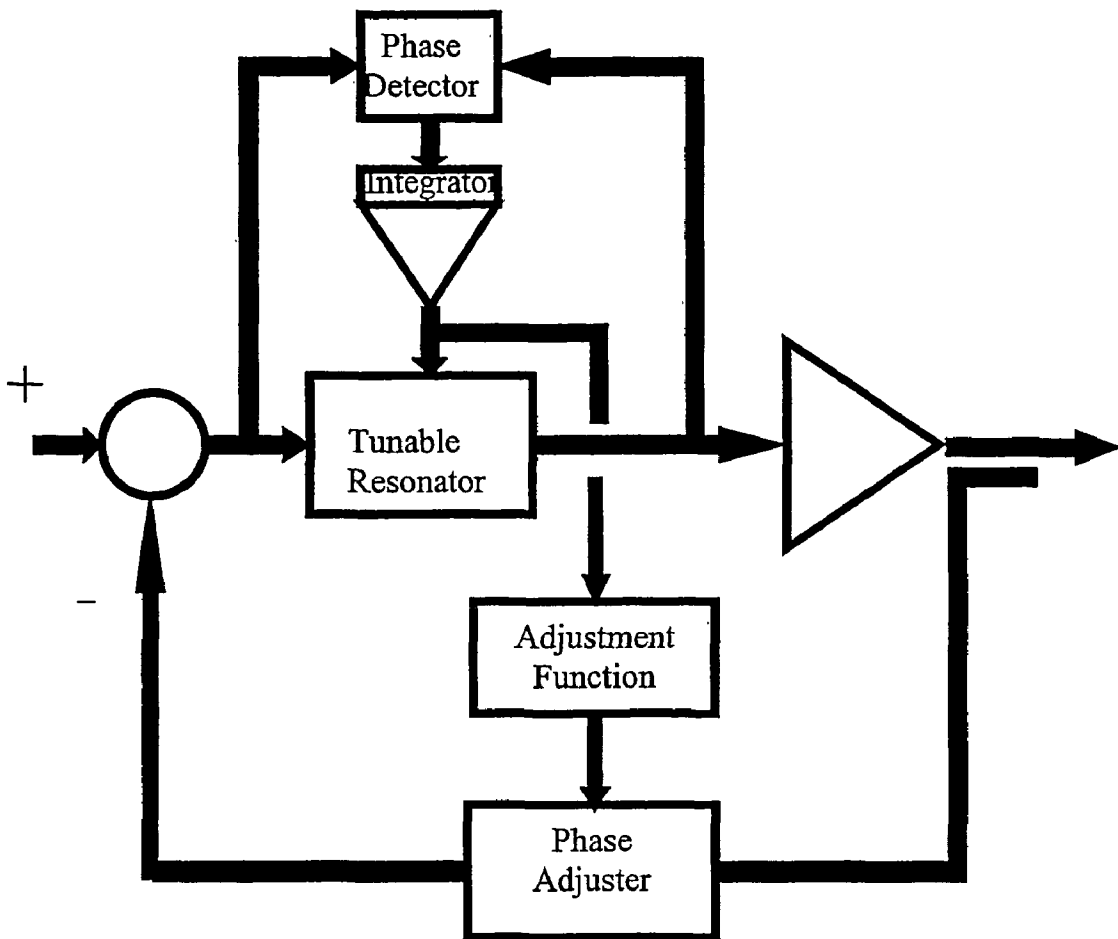 Phase
Detector
Integrator
+
Tunable
Resonator
-
Adjustment
Function
Phase
Adjuster